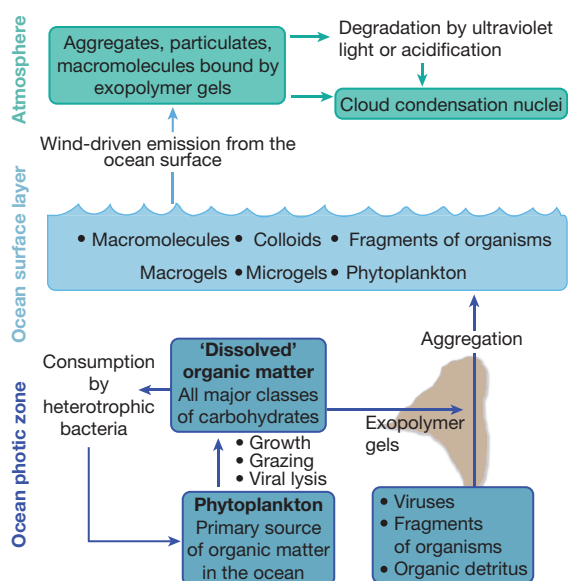 Atmosphere
Aggregates, particulates,
macromolecules bound by
exopolymer gels
Degradation by ultraviolet
light or acidification
Cloud condensation nuclei
Wind-driven emission from the
ocean surface
Ocean surface layer
• Macromolecules • Colloids • Fragments of organisms
Macrogels • Microgels • Phytoplankton
Ocean photic zone
Consumption
by
heterotrophic
bacteria
‘Dissolved’
organic matter
All major classes
of carbohydrates
Aggregation
Exopolymer
gels
• Growth
• Grazing
• Viral lysis
Phytoplankton
Primary source
of organic matter
in the ocean
• Viruses
• Fragments
of organisms
• Organic detritus